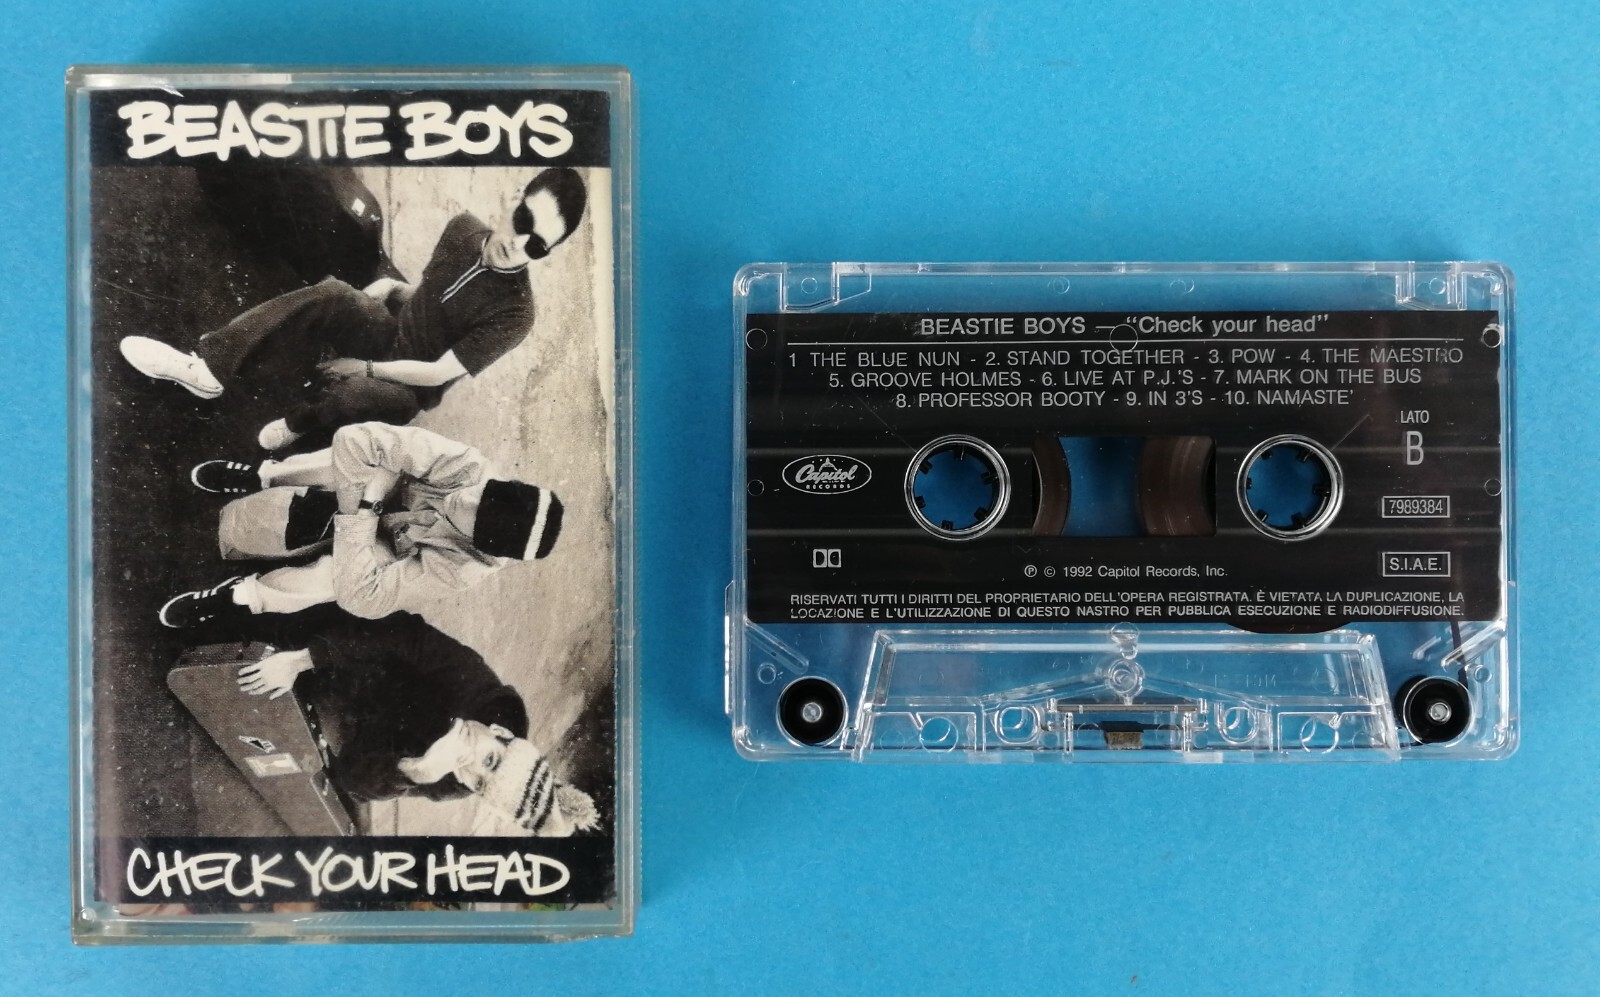 BEASTIE BOYS
CHECK YOUR HEAD
BEASTIE BOYS — "Check your head"
1 THE BLUE NUN - 2. STAND TOGETHER - 3. POW - 4. THE MAESTRO
5. GROOVE HOLMES - 6. LIVE AT P.J.'S - 7. MARK ON THE BUS
8. PROFESSOR BOOTY - 9. IN 3'S - 10. NAMASTE'
LATO
B
Capitol
RECORDS
7989384
℗ © 1992 Capitol Records, Inc.
S.I.A.E.
RISERVATI TUTTI I DIRITTI DEL PROPRIETARIO DELL'OPERA REGISTRATA. È VIETATA LA DUPLICAZIONE, LA
LOCAZIONE E L'UTILIZZAZIONE DI QUESTO NASTRO PER PUBBLICA ESECUZIONE E RADIODIFFUSIONE.